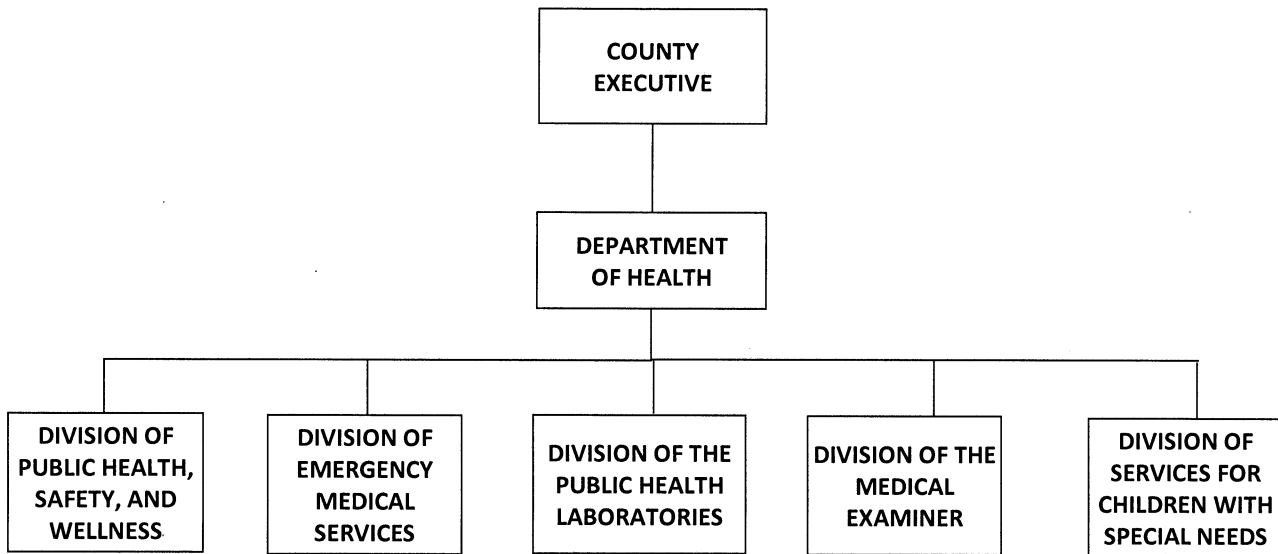 COUNTY
EXECUTIVE
DEPARTMENT
OF HEALTH
DIVISION OF
PUBLIC HEALTH,
SAFETY, AND
WELLNESS
DIVISION OF
EMERGENCY
MEDICAL
SERVICES
DIVISION OF THE
PUBLIC HEALTH
LABORATORIES
DIVISION OF THE
MEDICAL
EXAMINER
DIVISION OF
SERVICES FOR
CHILDREN WITH
SPECIAL NEEDS